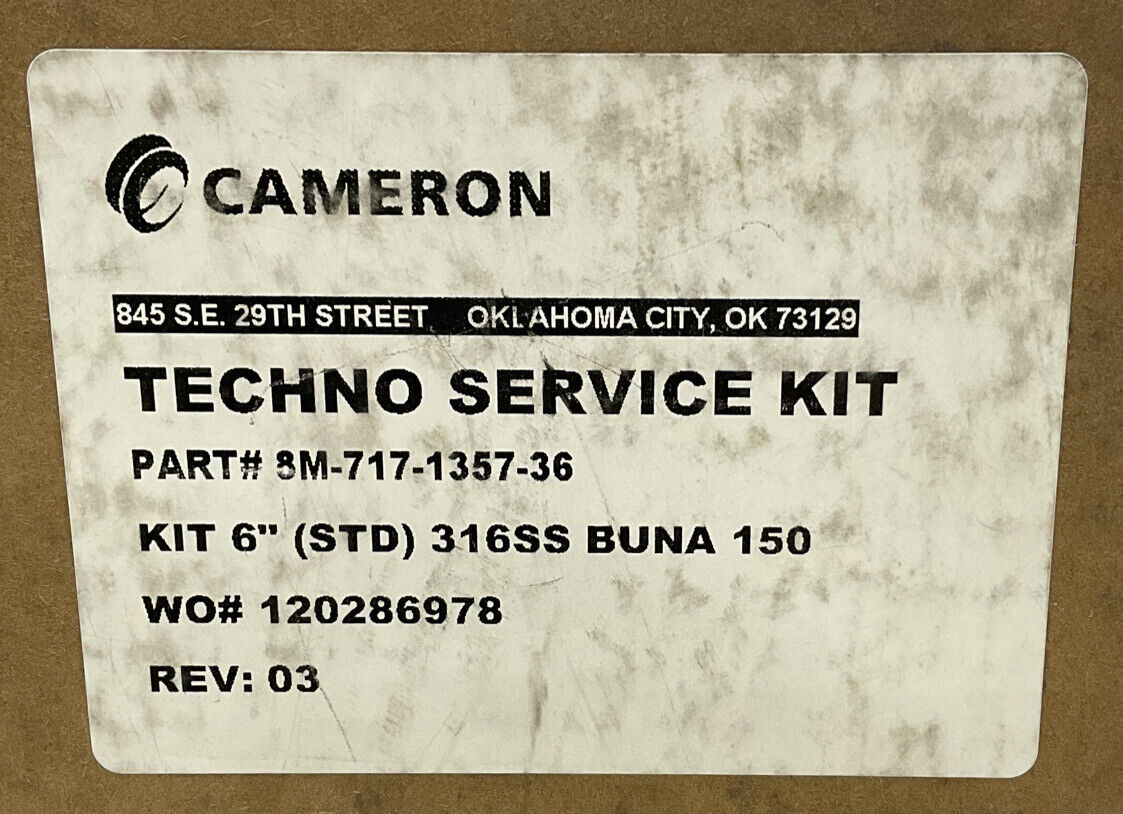 CAMERON
845 S.E. 29TH STREET OKLAHOMA CITY, OK 73129
TECHNO SERVICE KIT
PART# 8M-717-1357-36
KIT 6" (STD) 316SS BUNA 150
WO# 120286978
REV: 03